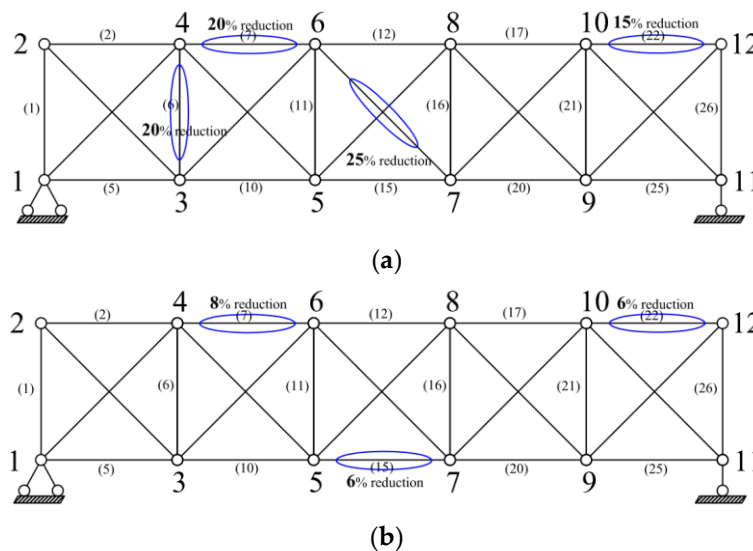 20% reduction 15% reduction
2 4 6 8 10 12
(2) (7) (12) (17) (22)
(1) (6) (11) (16) (21) (26)
20% reduction
25% reduction
1 3 5 7 9 11
(5) (10) (15) (20) (25)
(a)
8% reduction 6% reduction
2 4 6 8 10 12
(2) (7) (12) (17) (22)
(1) (6) (11) (16) (21) (26)
1 3 5 7 9 11
(5) (10) (15) (20) (25)
6% reduction
(b)